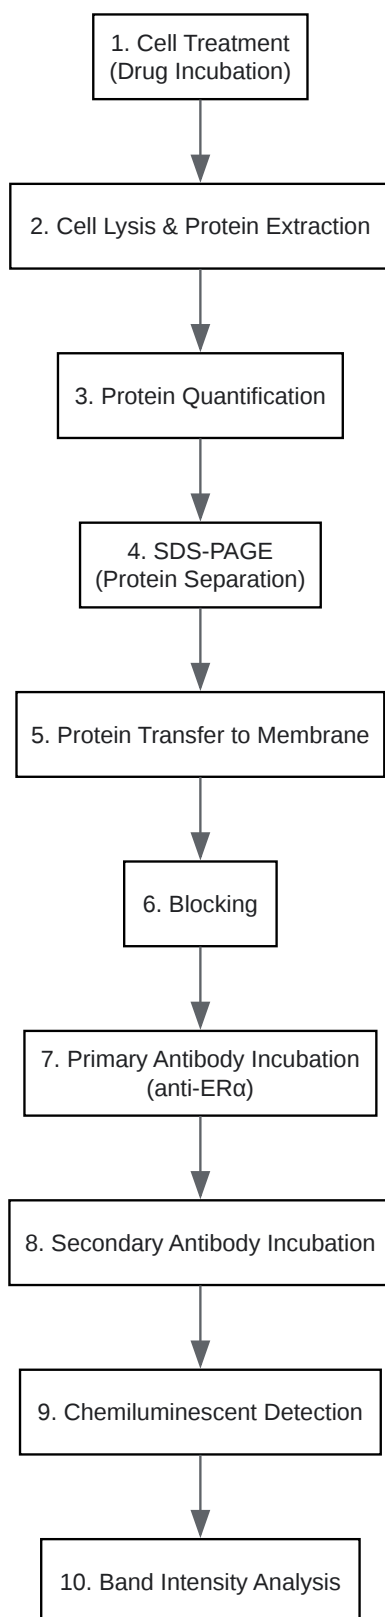 1. Cell Treatment
(Drug Incubation)
2. Cell Lysis & Protein Extraction
3. Protein Quantification
4. SDS-PAGE
(Protein Separation)
5. Protein Transfer to Membrane
6. Blocking
7. Primary Antibody Incubation
(anti-ERα)
8. Secondary Antibody Incubation
9. Chemiluminescent Detection
10. Band Intensity Analysis